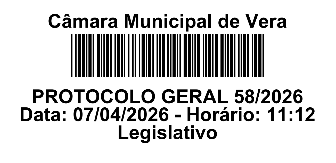 Câmara Municipal de Vera
PROTOCOLO GERAL 58/2026
Data: 07/04/2026 - Horário: 11:12
Legislativo